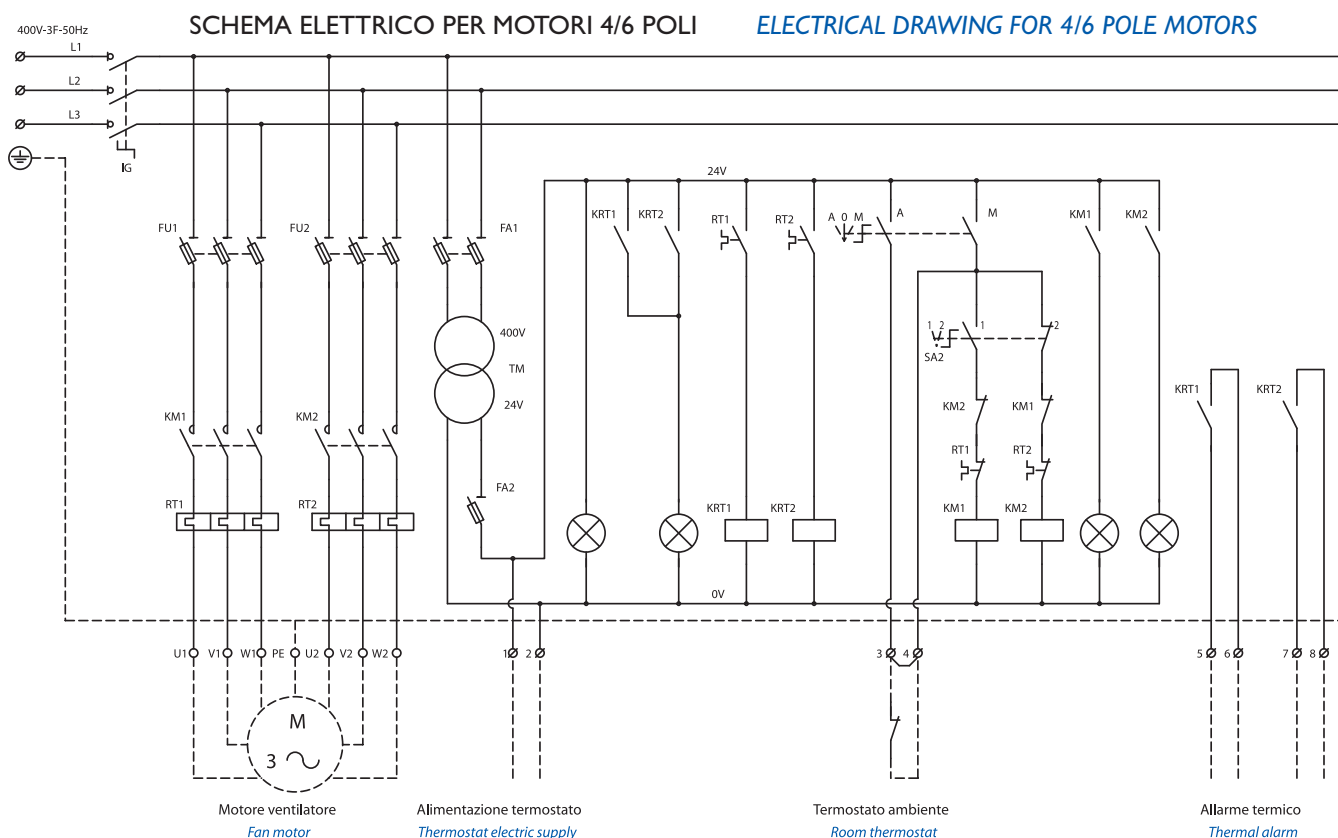 SCHEMA ELETTRICO PER MOTORI 4/6 POLI ELECTRICAL DRAWING FOR 4/6 POLE MOTORS
400V-3F-50Hz
L1
L2
L3
IG
24V
FU1 FU2 FA1 KRT1 KRT2 RT1 RT2 A 0 M A M KM1 KM2
400V
TM
24V
1 2 1 2
SA2
KM1 KM2 KM2 KM1 KRT1 KRT2
RT1 RT2
FA2
RT1 RT2 KRT1 KRT2 KM1 KM2
0V
U1 V1 W1 PE U2 V2 W2 1 2 3 4 5 6 7 8
M
3
Motore ventilatore Alimentazione termostato Termostato ambiente Allarme termico
Fan motor Thermostat electric supply Room thermostat Thermal alarm